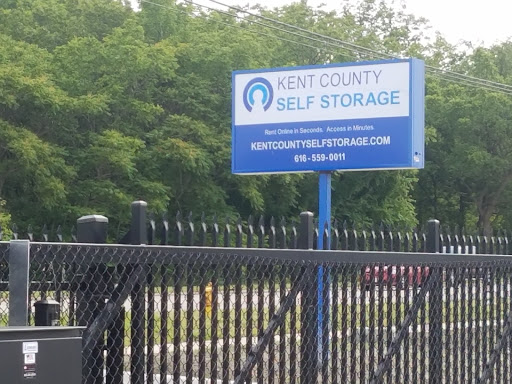 KENT COUNTY
SELF STORAGE
Rent Online in Seconds. Access in Minutes.
KENTCOUNTYSELFSTORAGE.COM
616-559-0011